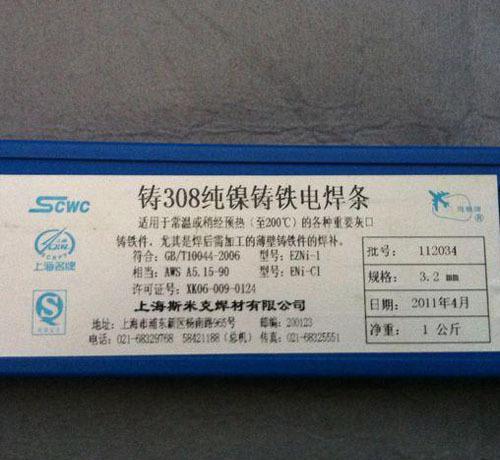 SCWC
上海名牌
QS
铸308纯镍铸铁电焊条
适用于常温或稍经预热（至200℃）的各种重要灰口
铸铁件，尤其是焊后需加工的薄壁铸铁件的焊补。
符合：GB/T10044-2006 型号：EZNi-1
相当：AWS A5.15-90 型号：ENi-C1
许可证号：XK06-009-0124
上海斯米克焊材有限公司
地址：上海市浦东新区杨南路965号 邮编：200123
电话：021-68329768 58421188（总机）传真：021-68325551
飞机牌
批号： 112034
规格： 3.2 mm
日期： 2011年4月
净重： 1 公斤